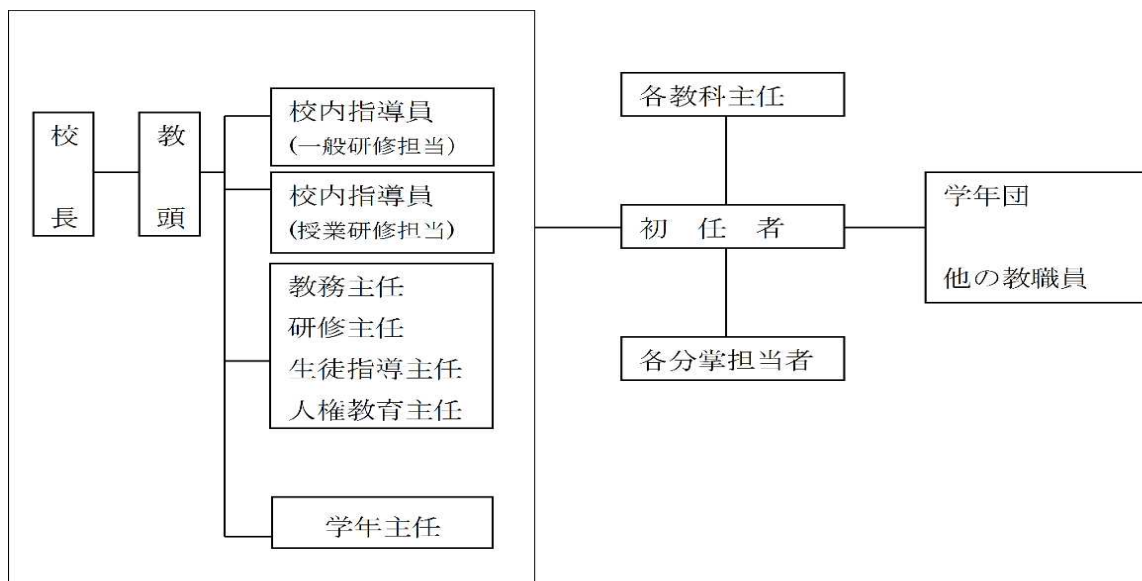 校長
教頭
校内指導員
(一般研修担当)
校内指導員
(授業研修担当)
教務主任
研修主任
生徒指導主任
人権教育主任
学年主任
各教科主任
初 任 者
各分掌担当者
学年団
他の教職員